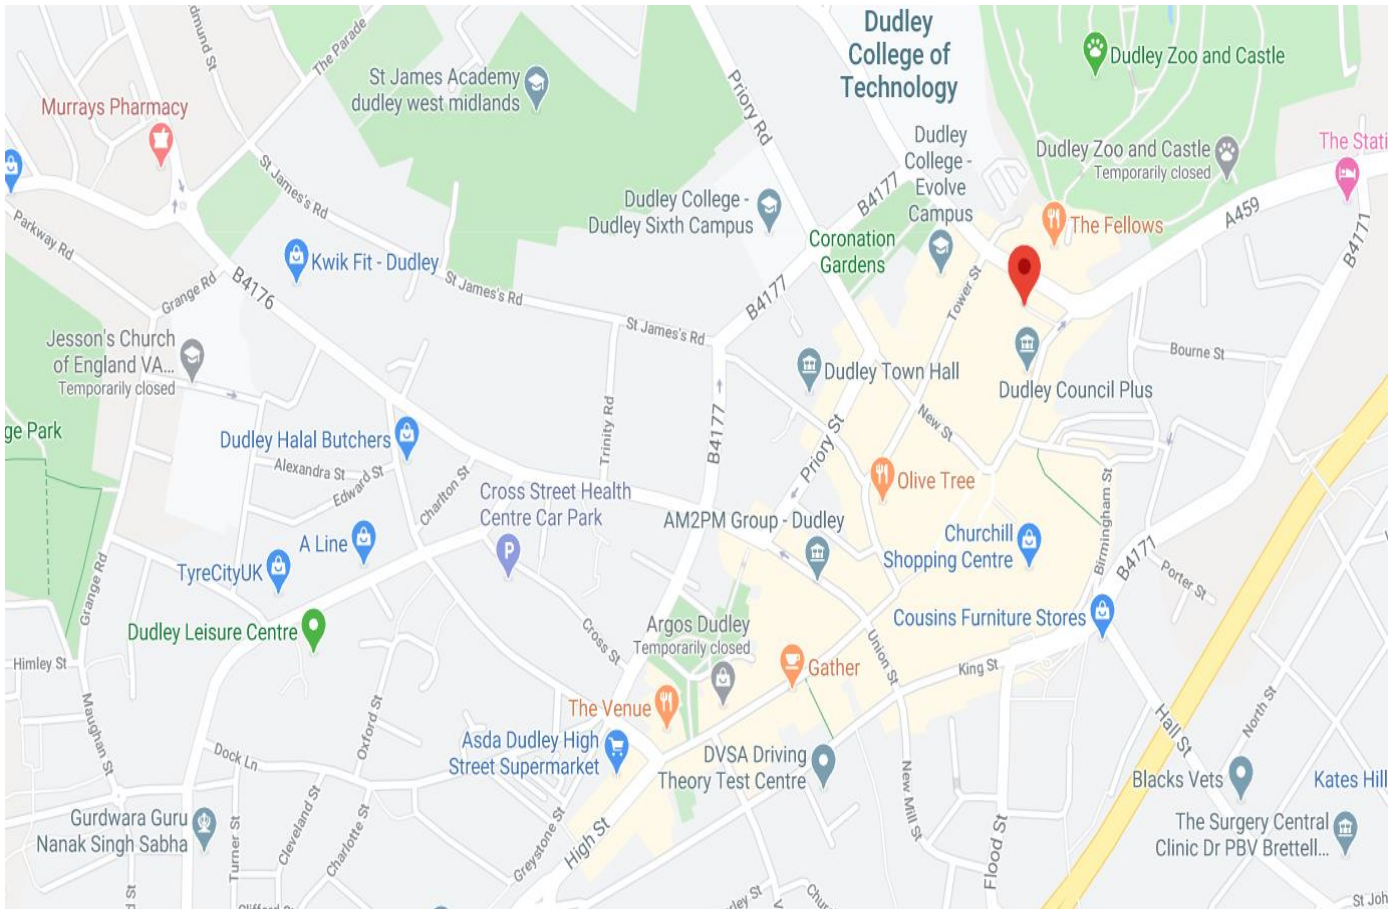 Dudley
College of
Technology
Dudley Zoo and Castle
The Parade
St James Academy
dudley west midlands
Priory Rd
Murrays Pharmacy
Dudley
College -
Evolve
Campus
Dudley Zoo and Castle
Temporarily closed
The Stati
St James's Rd
B4177
Dudley College -
Dudley Sixth Campus
A459
B4171
Parkway Rd
Coronation
Gardens
The Fellows
Kwik Fit - Dudley
B4176
Grange Rd
St James's Rd
B4177
Tower St
St James's Rd
Jesson's Church
of England VA...
Temporarily closed
Dudley Town Hall
Bourne St
Dudley Council Plus
ge Park
Dudley Halal Butchers
Trinity Rd
B4177
New St
Priory St
Alexandra St
Edward St
Charlton St
Cross Street Health
Centre Car Park
Olive Tree
AM2PM Group - Dudley
Birmingham St
A Line
Churchill
Shopping Centre
B4171
TyreCityUK
Grange Rd
Porter St
Cousins Furniture Stores
Dudley Leisure Centre
Argos Dudley
Temporarily closed
Cross St
Union St
Himley St
Gather
King St
The Venue
Maughan St
Oxford St
North St
Hall St
Asda Dudley High
Street Supermarket
Dock Ln
DVSA Driving
Theory Test Centre
Blacks Vets
Kates Hill
New Mill St
Gurdwara Guru
Nanak Singh Sabha
Turner St
Cleveland St
Charlotte St
Greystone St
High St
Flood St
The Surgery Central
Clinic Dr PBV Brettell...
St Joh